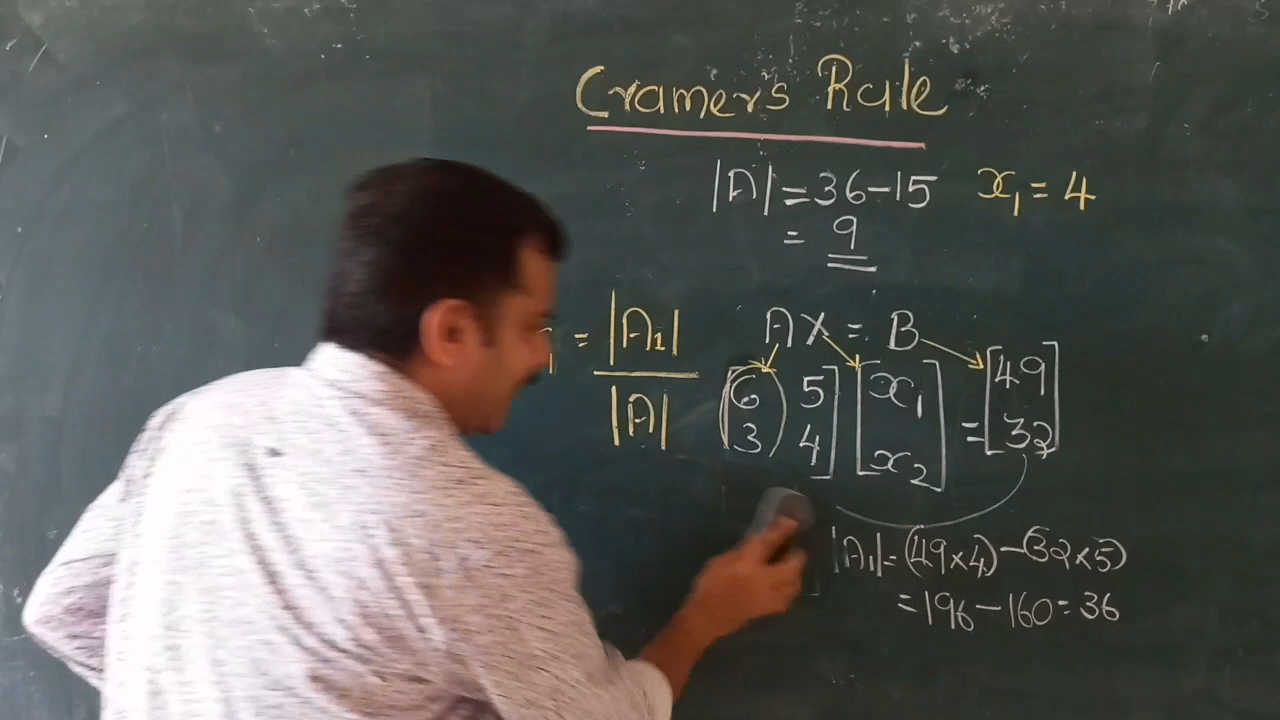 Cramer's Rule
|A| = 36-15 x₁ = 4
= 9
= |A₁| / |A|
AX = B
[6 5] [x₁] = [49]
[3 4] [x₂] [32]
|A₁| = (49×4) - (32×5)
= 196 - 160 = 36